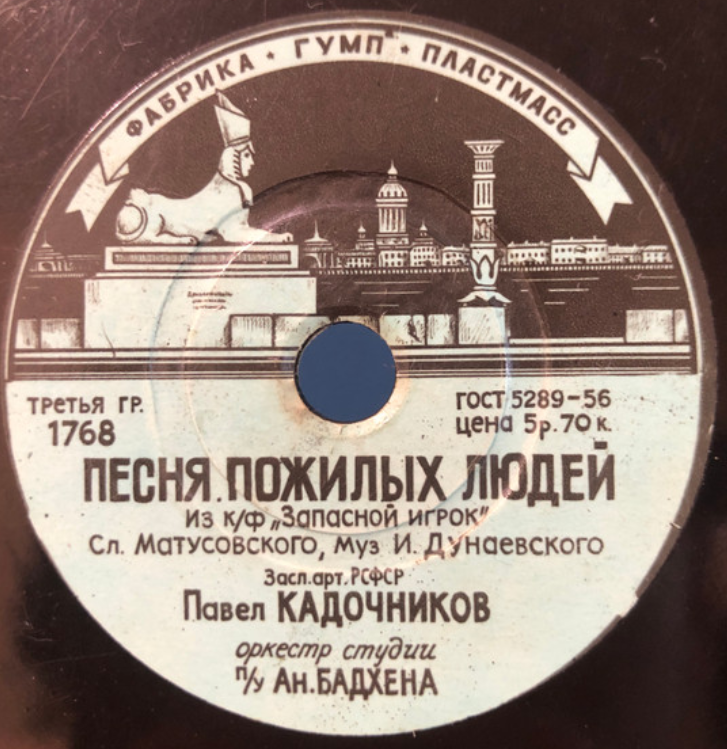 ФАБРИКА * ГУМП * ПЛАСТМАСС
ТРЕТЬЯ ГР.
1768
ГОСТ 5289-56
ЦЕНА 5р. 70 к.
ПЕСНЯ ПОЖИЛЫХ ЛЮДЕЙ
Из к/ф „Запасной игрок"
Сл. Матусовского, Муз И. Дунаевского
Засл. арт. РСФСР
Павел КАДОЧНИКОВ
оркестр студии
п/у Ан. БАДХЕНА